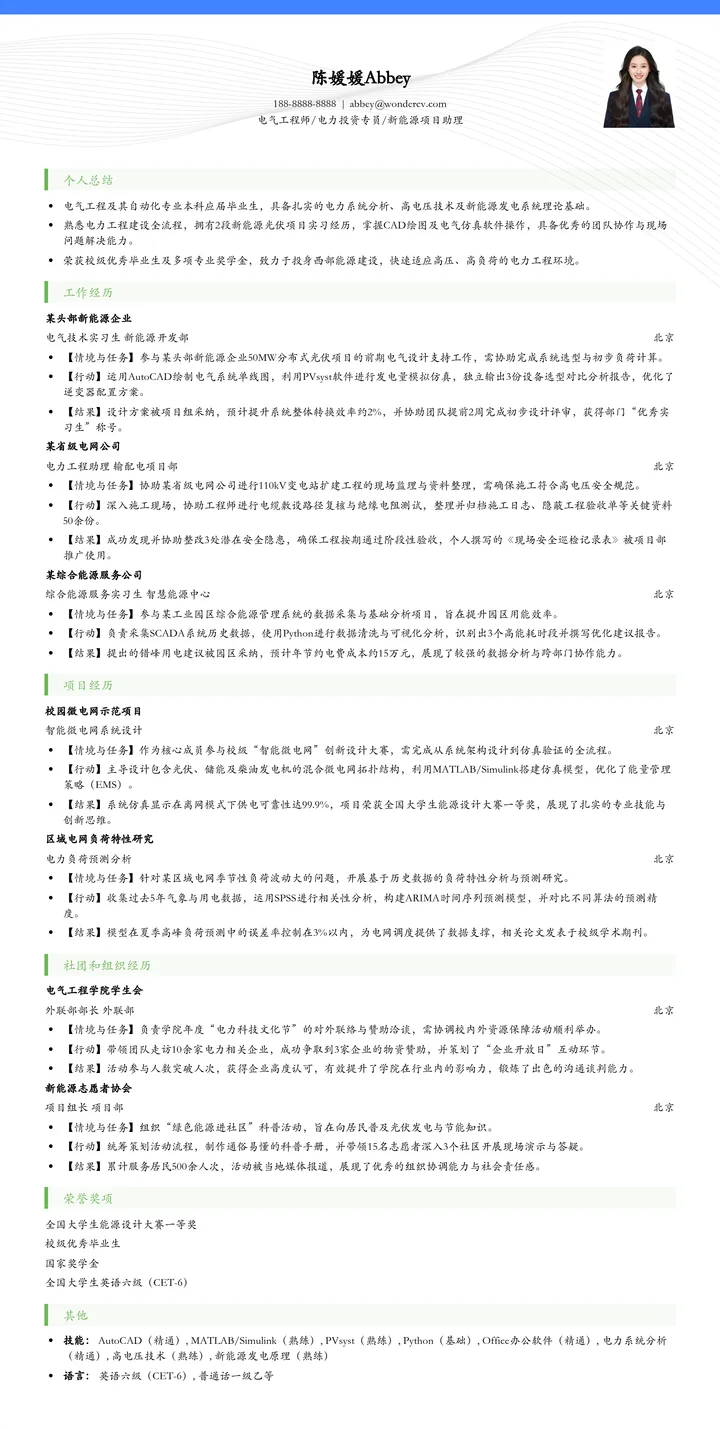 陈媛媛Abbey
188-8888-8888 | abbey@wondercv.com
电气工程师/电力投资专员/新能源项目助理
个人总结
• 电气工程及其自动化专业本科应届毕业生，具备扎实的电力系统分析、高电压技术及新能源发电系统理论基础。
• 熟悉电力工程建设全流程，拥有2段新能源光伏项目实习经历，掌握CAD绘图及电气仿真软件操作，具备优秀的团队协作与现场
问题解决能力。
• 荣获校级优秀毕业生及多项专业奖学金，致力于投身西部能源建设，快速适应高压、高负荷的电力工程环境。
工作经历
某头部新能源企业
电气技术实习生 新能源开发部 北京
• 【情境与任务】参与某头部新能源企业50MW分布式光伏项目的前期电气设计支持工作，需协助完成系统选型与初步负荷计算。
• 【行动】运用AutoCAD绘制电气系统单线图，利用PVsyst软件进行发电量模拟仿真，独立输出3份设备选型对比分析报告，优化了
逆变器配置方案。
• 【结果】设计方案被项目组采纳，预计提升系统整体转换效率约2%，并协助团队提前2周完成初步设计评审，获得部门“优秀实
习生”称号。
某省级电网公司
电力工程助理 输配电项目部 北京
• 【情境与任务】协助某省级电网公司进行110kV变电站扩建工程的现场监理与资料整理，需确保施工符合高电压安全规范。
• 【行动】深入施工现场，协助工程师进行电缆敷设路径复核与绝缘电阻测试，整理并归档施工日志、隐蔽工程验收单等关键资料
50余份。
• 【结果】成功发现并协助整改3处潜在安全隐患，确保工程按期通过阶段性验收，个人撰写的《现场安全巡检记录表》被项目部
推广使用。
某综合能源服务公司
综合能源服务实习生 智慧能源中心 北京
• 【情境与任务】参与某工业园区综合能源管理系统的数据采集与基础分析项目，旨在提升园区用能效率。
• 【行动】负责采集SCADA系统历史数据，使用Python进行数据清洗与可视化分析，识别出3个高能耗时段并撰写优化建议报告。
• 【结果】提出的错峰用电建议被园区采纳，预计年节约电费成本约15万元，展现了较强的数据分析与跨部门协作能力。
项目经历
校园微电网示范项目
智能微电网系统设计 北京
• 【情境与任务】作为核心成员参与校级“智能微电网”创新设计大赛，需完成从系统架构设计到仿真验证的全流程。
• 【行动】主导设计包含光伏、储能及柴油发电机的混合微电网拓扑结构，利用MATLAB/Simulink搭建仿真模型，优化了能量管理
策略（EMS）。
• 【结果】系统仿真显示在离网模式下供电可靠性达99.9%，项目荣获全国大学生能源设计大赛一等奖，展现了扎实的专业技能与
创新思维。
区域电网负荷特性研究
电力负荷预测分析 北京
• 【情境与任务】针对某区域电网季节性负荷波动大的问题，开展基于历史数据的负荷特性分析与预测研究。
• 【行动】收集过去5年气象与用电数据，运用SPSS进行相关性分析，构建ARIMA时间序列预测模型，并对比不同算法的预测精
度。
• 【结果】模型在夏季高峰负荷预测中的误差率控制在3%以内，为电网调度提供了数据支撑，相关论文发表于校级学术期刊。
社团和组织经历
电气工程学院学生会
外联部部长 外联部 北京
• 【情境与任务】负责学院年度“电力科技文化节”的对外联络与赞助洽谈，需协调校内外资源保障活动顺利举办。
• 【行动】带领团队走访10余家电力相关企业，成功争取到3家企业的物资赞助，并策划了“企业开放日”互动环节。
• 【结果】活动参与人数突破人次，获得企业高度认可，有效提升了学院在行业内的影响力，锻炼了出色的沟通谈判能力。
新能源志愿者协会
项目组长 项目部 北京
• 【情境与任务】组织“绿色能源进社区”科普活动，旨在向居民普及光伏发电与节能知识。
• 【行动】统筹策划活动流程，制作通俗易懂的科普手册，并带领15名志愿者深入3个社区开展现场演示与答疑。
• 【结果】累计服务居民500余人次，活动被当地媒体报道，展现了优秀的组织协调能力与社会责任感。
荣誉奖项
全国大学生能源设计大赛一等奖
校级优秀毕业生
国家奖学金
全国大学生英语六级（CET-6）
其他
• 技能： AutoCAD（精通）, MATLAB/Simulink（熟练）, PVsyst（熟练）, Python（基础）, Office办公软件（精通）, 电力系统分析
（精通）, 高电压技术（熟练）, 新能源发电原理（熟练）
• 语言： 英语六级（CET-6）, 普通话一级乙等